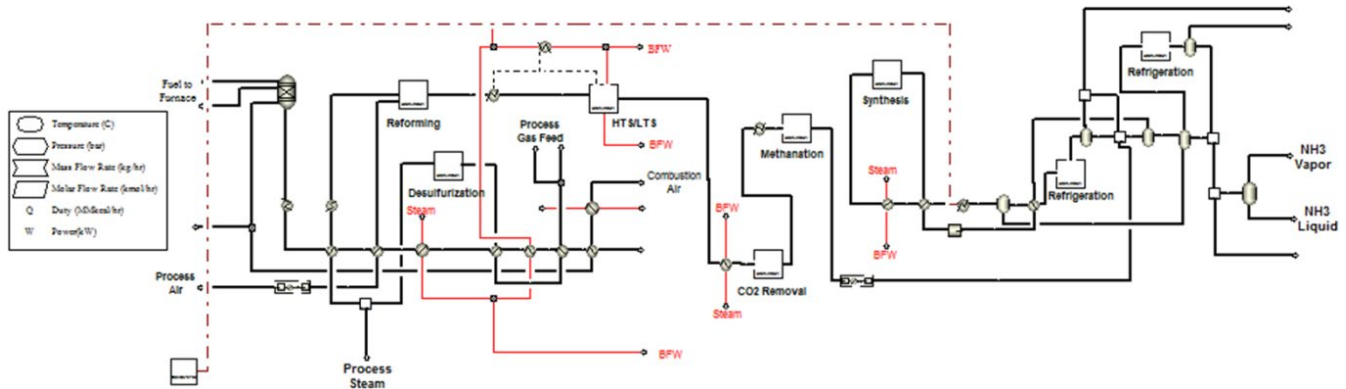 Fuel to
Furnace
Temperature (C)
Pressure (bar)
Mass Flow Rate (kg/hr)
Molar Flow Rate (kmol/hr)
Q Duty (MMkcal/hr)
W Power(kW)
Process
Air
Reforming
Desulfurization
Steam
Process
Gas Feed
BFW
HTS/LTS
BFW
Combustion
Air
BFW
Process
Steam
Methanation
BFW
CO2 Removal
Steam
Synthesis
Steam
BFW
Refrigeration
Refrigeration
NH3
Vapor
NH3
Liquid